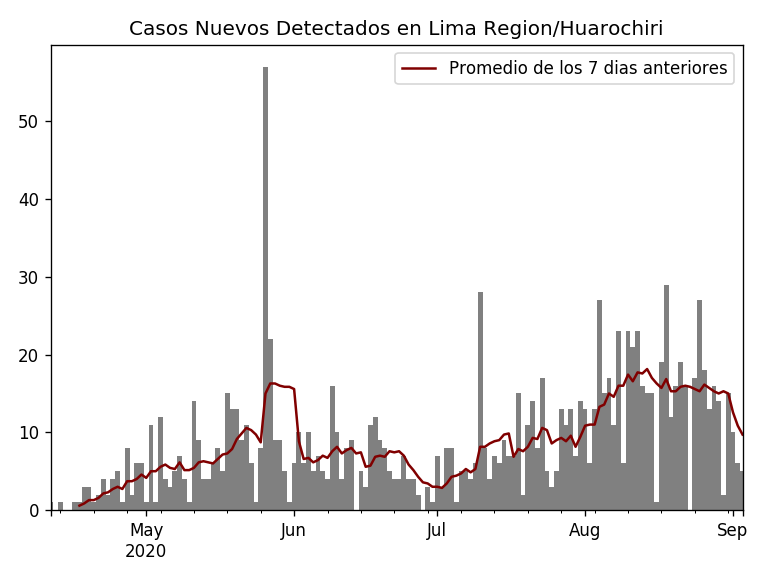 Casos Nuevos Detectados en Lima Region/Huarochiri
Promedio de los 7 dias anteriores
50
40
30
20
10
0
May Jun Jul Aug Sep
2020